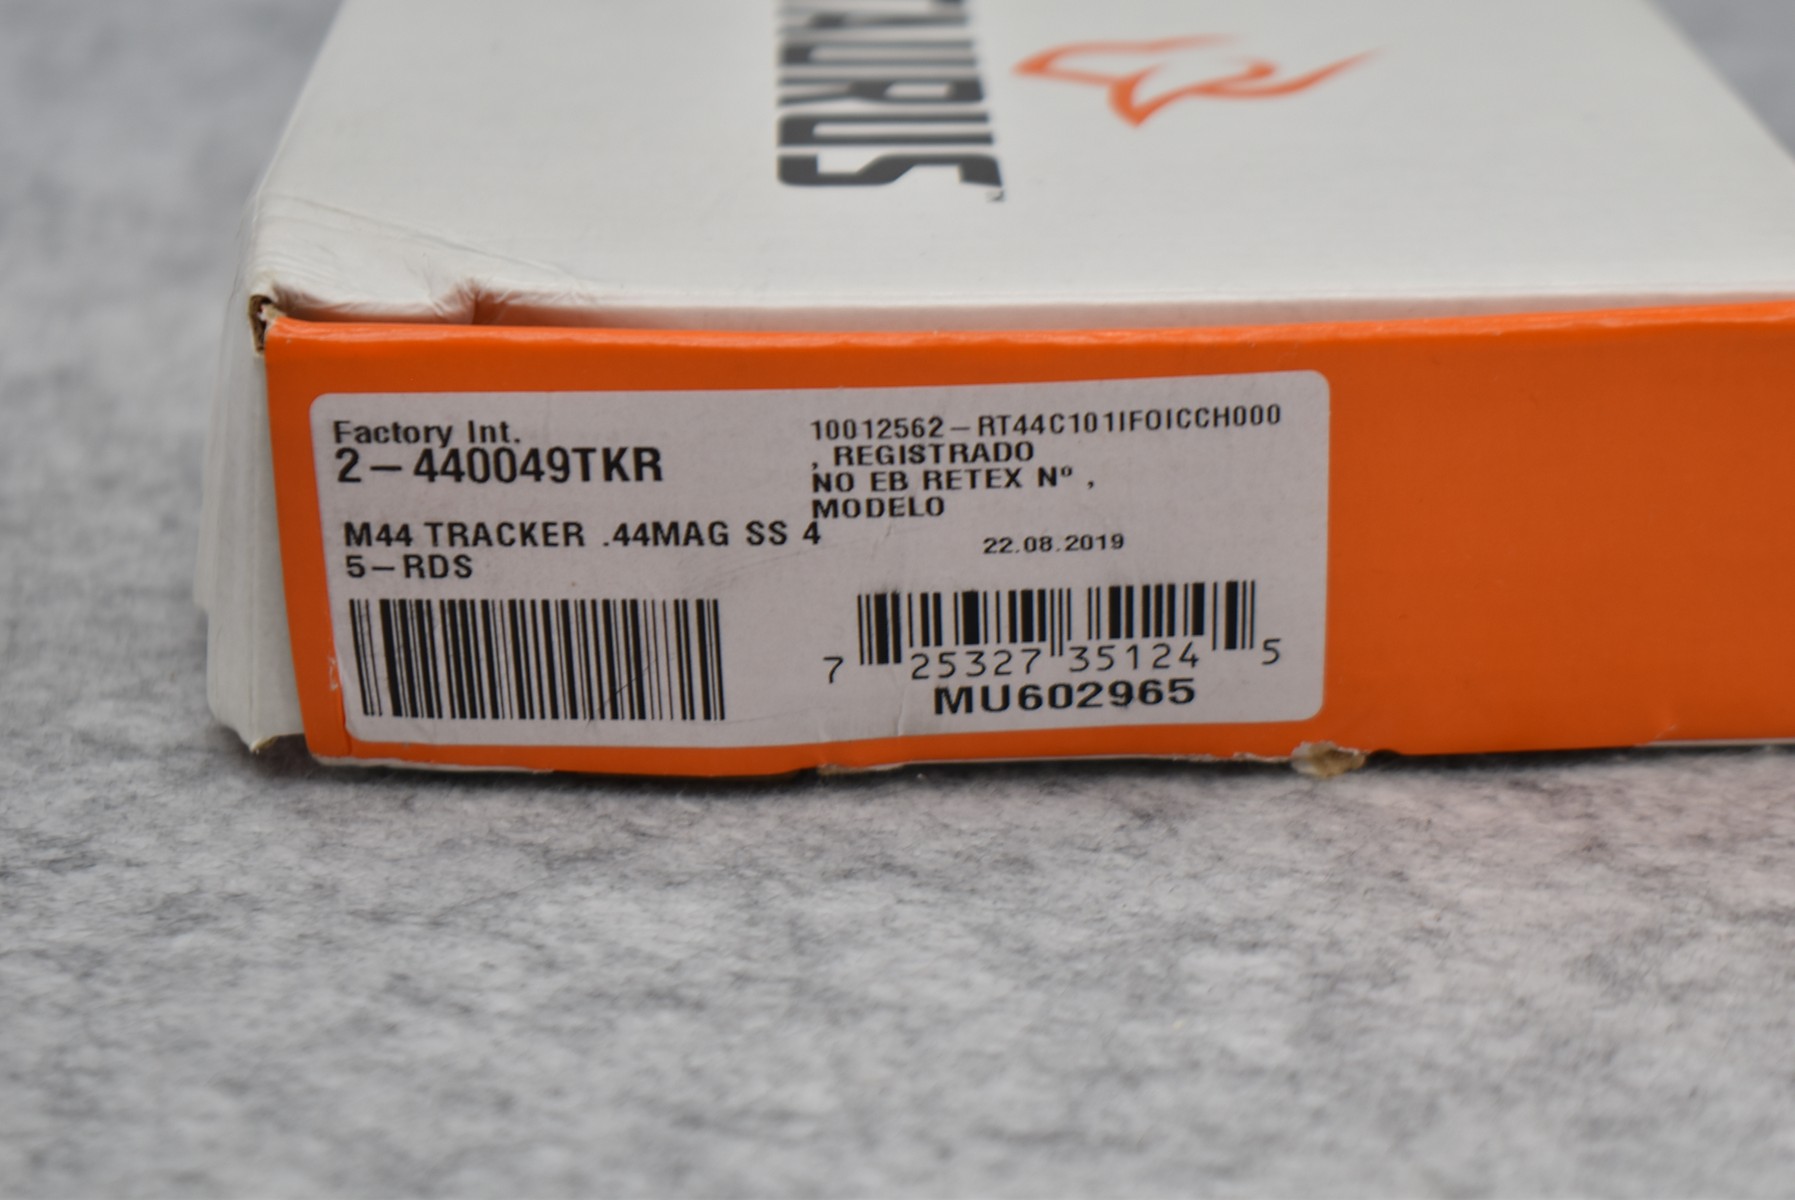 TAURUS
Factory Int.
2-440049TKR
M44 TRACKER .44MAG SS 4
5-RDS
10012562-RT44C101IFOICCH000
, REGISTRADO
NO EB RETEX Nº ,
MODELO
22.08.2019
7 25327 35124 5
MU602965